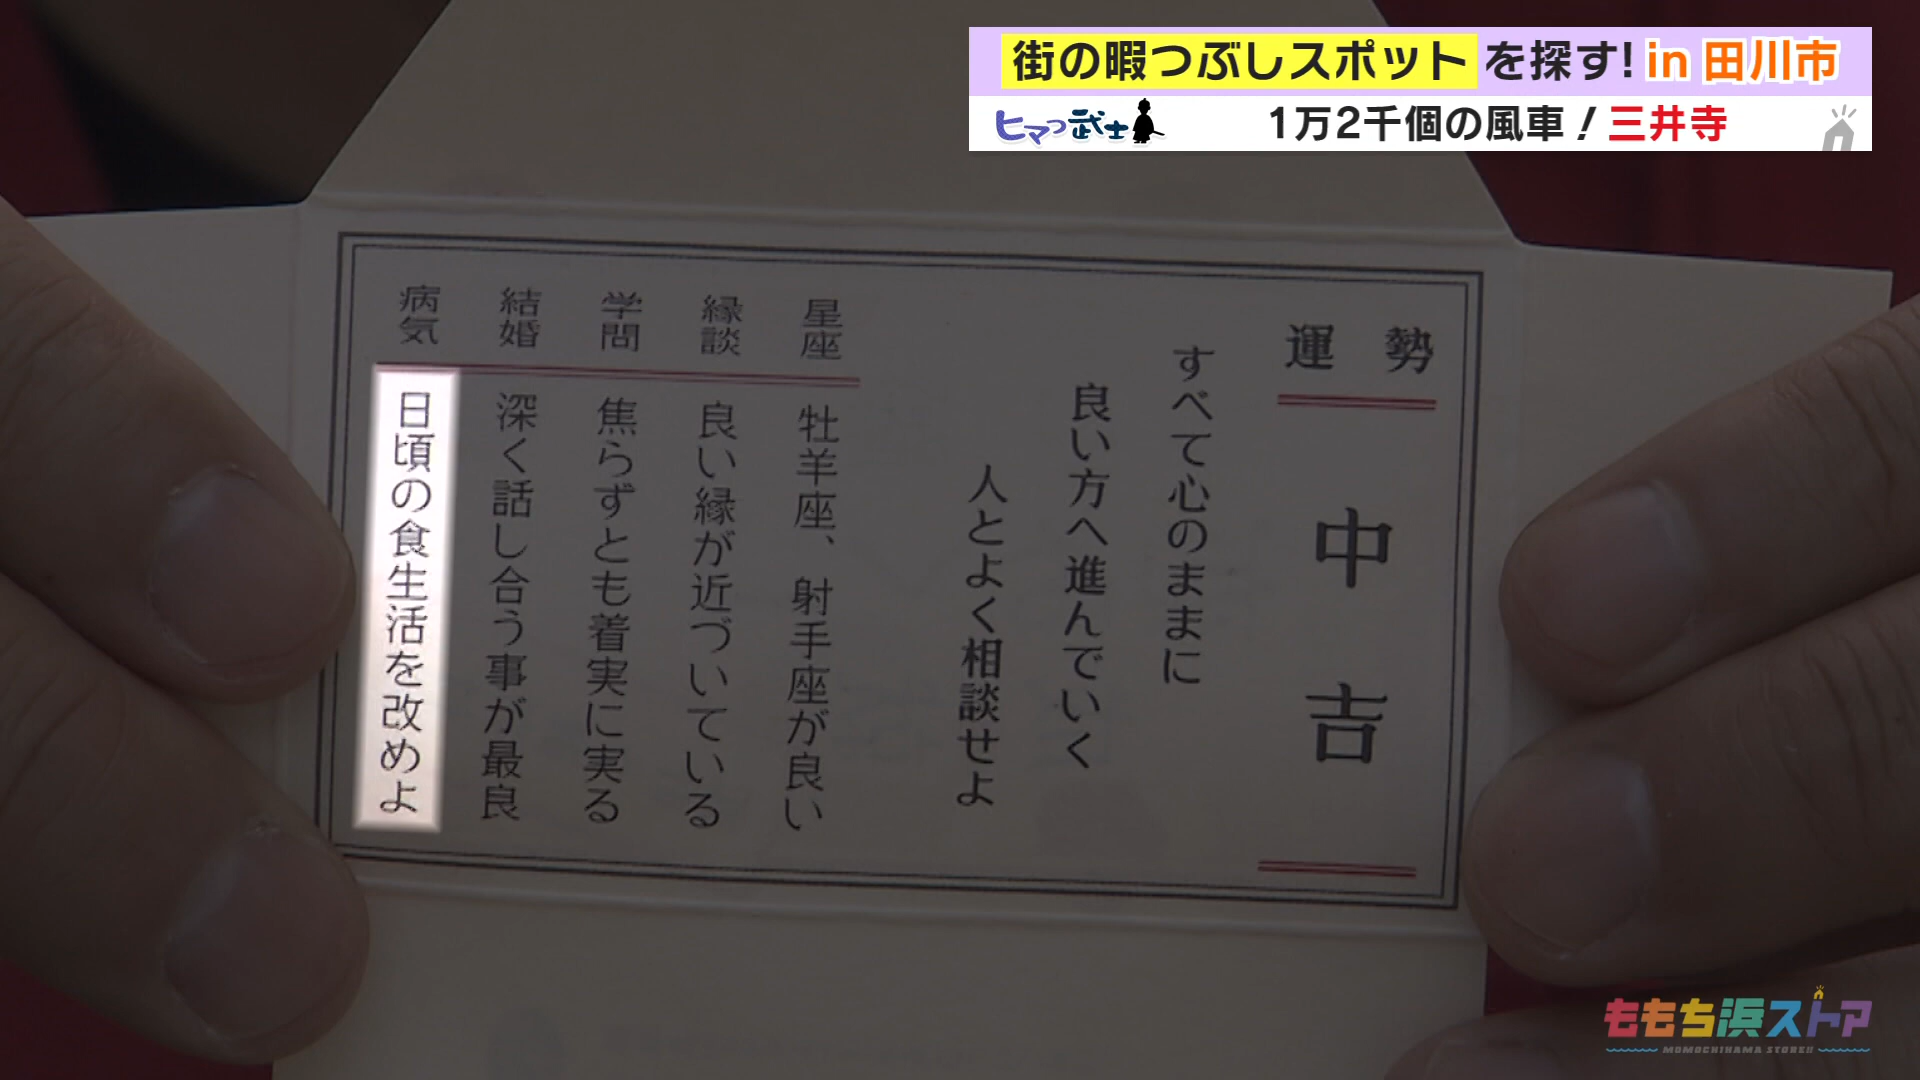 街の暇つぶしスポットを探す!in田川市
ヒマつ武士
1万2千個の風車!三井寺
運勢
中吉
すべて心のままに
良い方へ進んでいく
人とよく相談せよ
星座 牡羊座、射手座が良い
縁談 良い縁が近づいている
学問 焦らずとも着実に実る
結婚 深く話し合う事が最良
病気 日頃の食生活を改めよ
ももち浜ストア
MOMOCHIHAMA STORE!!